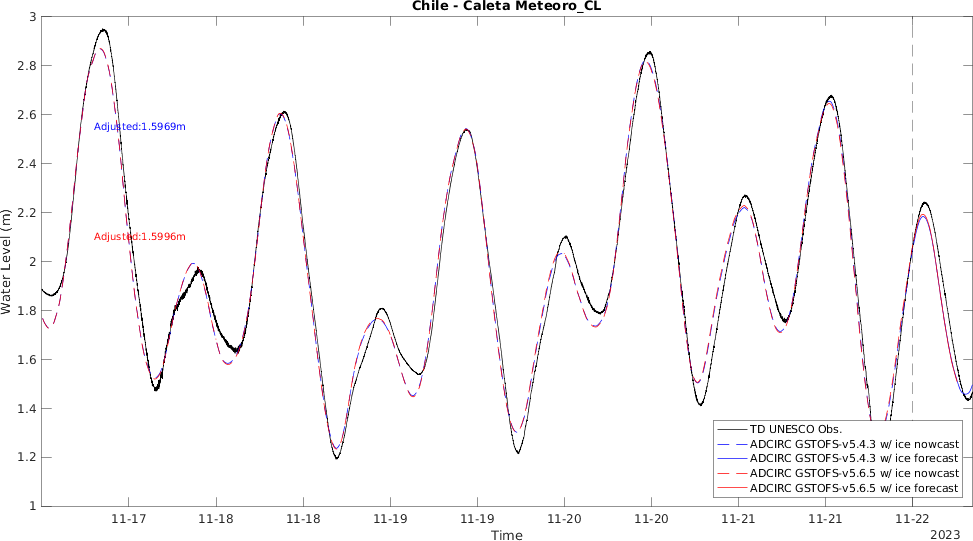 Chile - Caleta Meteoro_CL
3
2.8
2.6
2.4
2.2
2
1.8
1.6
1.4
1.2
1
Water Level (m)
Adjusted:1.5969m
Adjusted:1.5996m
TD UNESCO Obs.
ADCIRC GSTOFS-v5.4.3 w/ ice nowcast
ADCIRC GSTOFS-v5.4.3 w/ ice forecast
ADCIRC GSTOFS-v5.6.5 w/ ice nowcast
ADCIRC GSTOFS-v5.6.5 w/ ice forecast
11-17 11-18 11-18 11-19 11-19 11-20 11-20 11-21 11-21 11-22
Time
2023